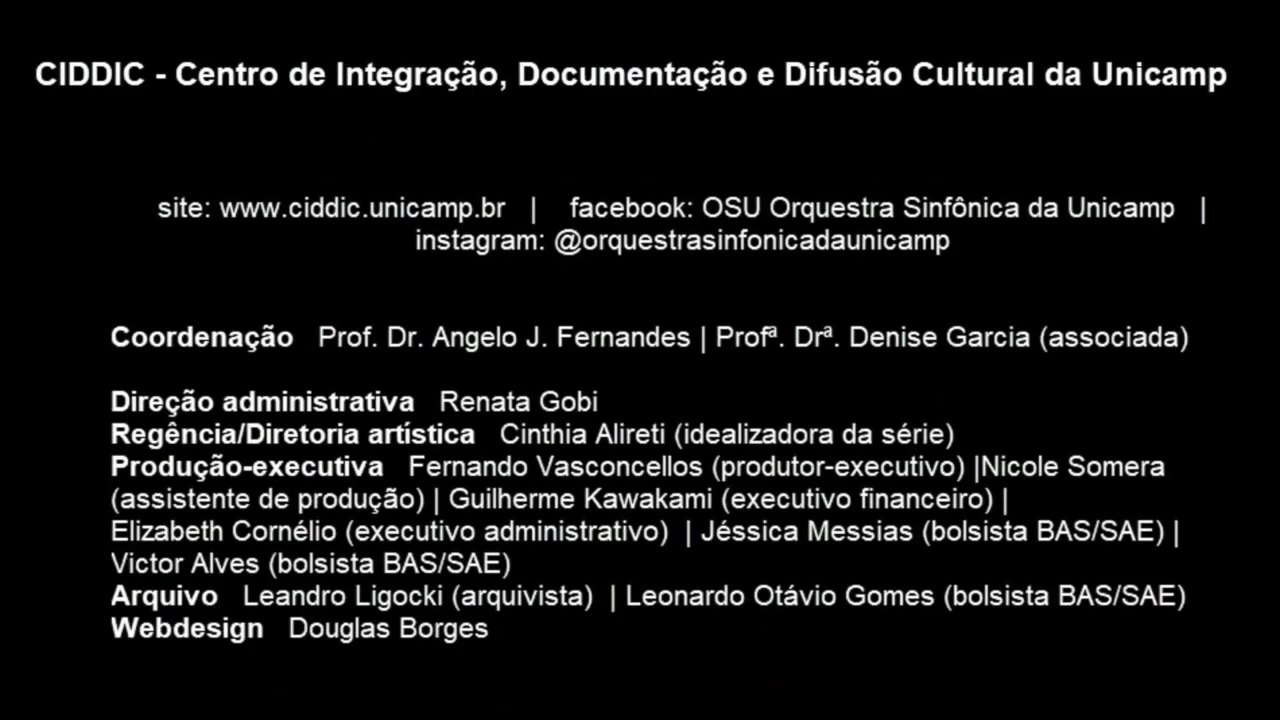 CIDDIC - Centro de Integração, Documentação e Difusão Cultural da Unicamp
site: www.ciddic.unicamp.br | facebook: OSU Orquestra Sinfônica da Unicamp |
instagram: @orquestrasinfonicadaunicamp
Coordenação Prof. Dr. Angelo J. Fernandes | Profª. Drª. Denise Garcia (associada)
Direção administrativa Renata Gobi
Regência/Diretoria artística Cinthia Alireti (idealizadora da série)
Produção-executiva Fernando Vasconcellos (produtor-executivo) |Nicole Somera
(assistente de produção) | Guilherme Kawakami (executivo financeiro) |
Elizabeth Cornélio (executivo administrativo) | Jéssica Messias (bolsista BAS/SAE) |
Victor Alves (bolsista BAS/SAE)
Arquivo Leandro Ligocki (arquivista) | Leonardo Otávio Gomes (bolsista BAS/SAE)
Webdesign Douglas Borges